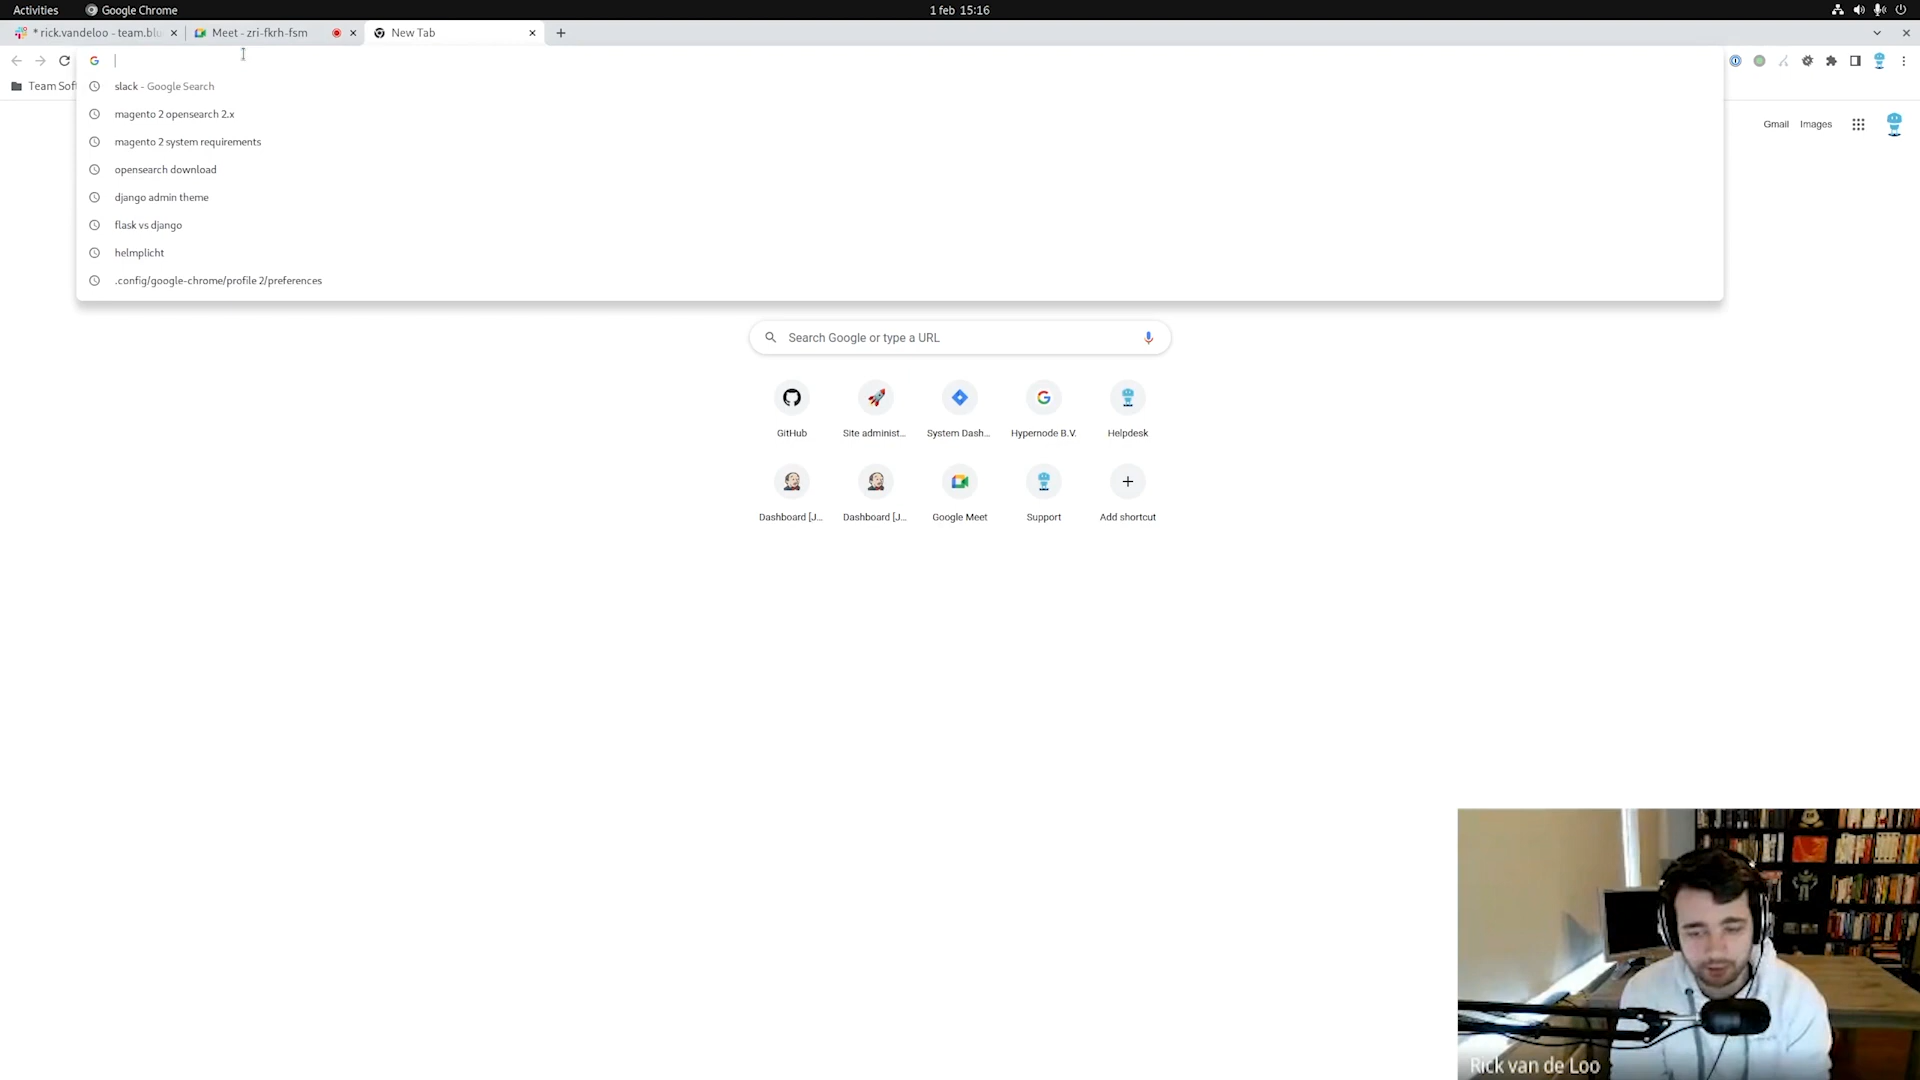 Activities
Google Chrome
1 feb 15:16
* rick.vandeloo - team.blu
Meet - zri-fkrh-fsm
New Tab
Team Sof
slack - Google Search
magento 2 opensearch 2.x
magento 2 system requirements
opensearch download
django admin theme
flask vs django
helmplicht
.config/google-chrome/profile 2/preferences
Gmail
Images
Search Google or type a URL
GitHub
Site administ...
System Dash...
Hypernode B.V.
Helpdesk
Dashboard [J...
Dashboard [J...
Google Meet
Support
Add shortcut
Rick van de Loo